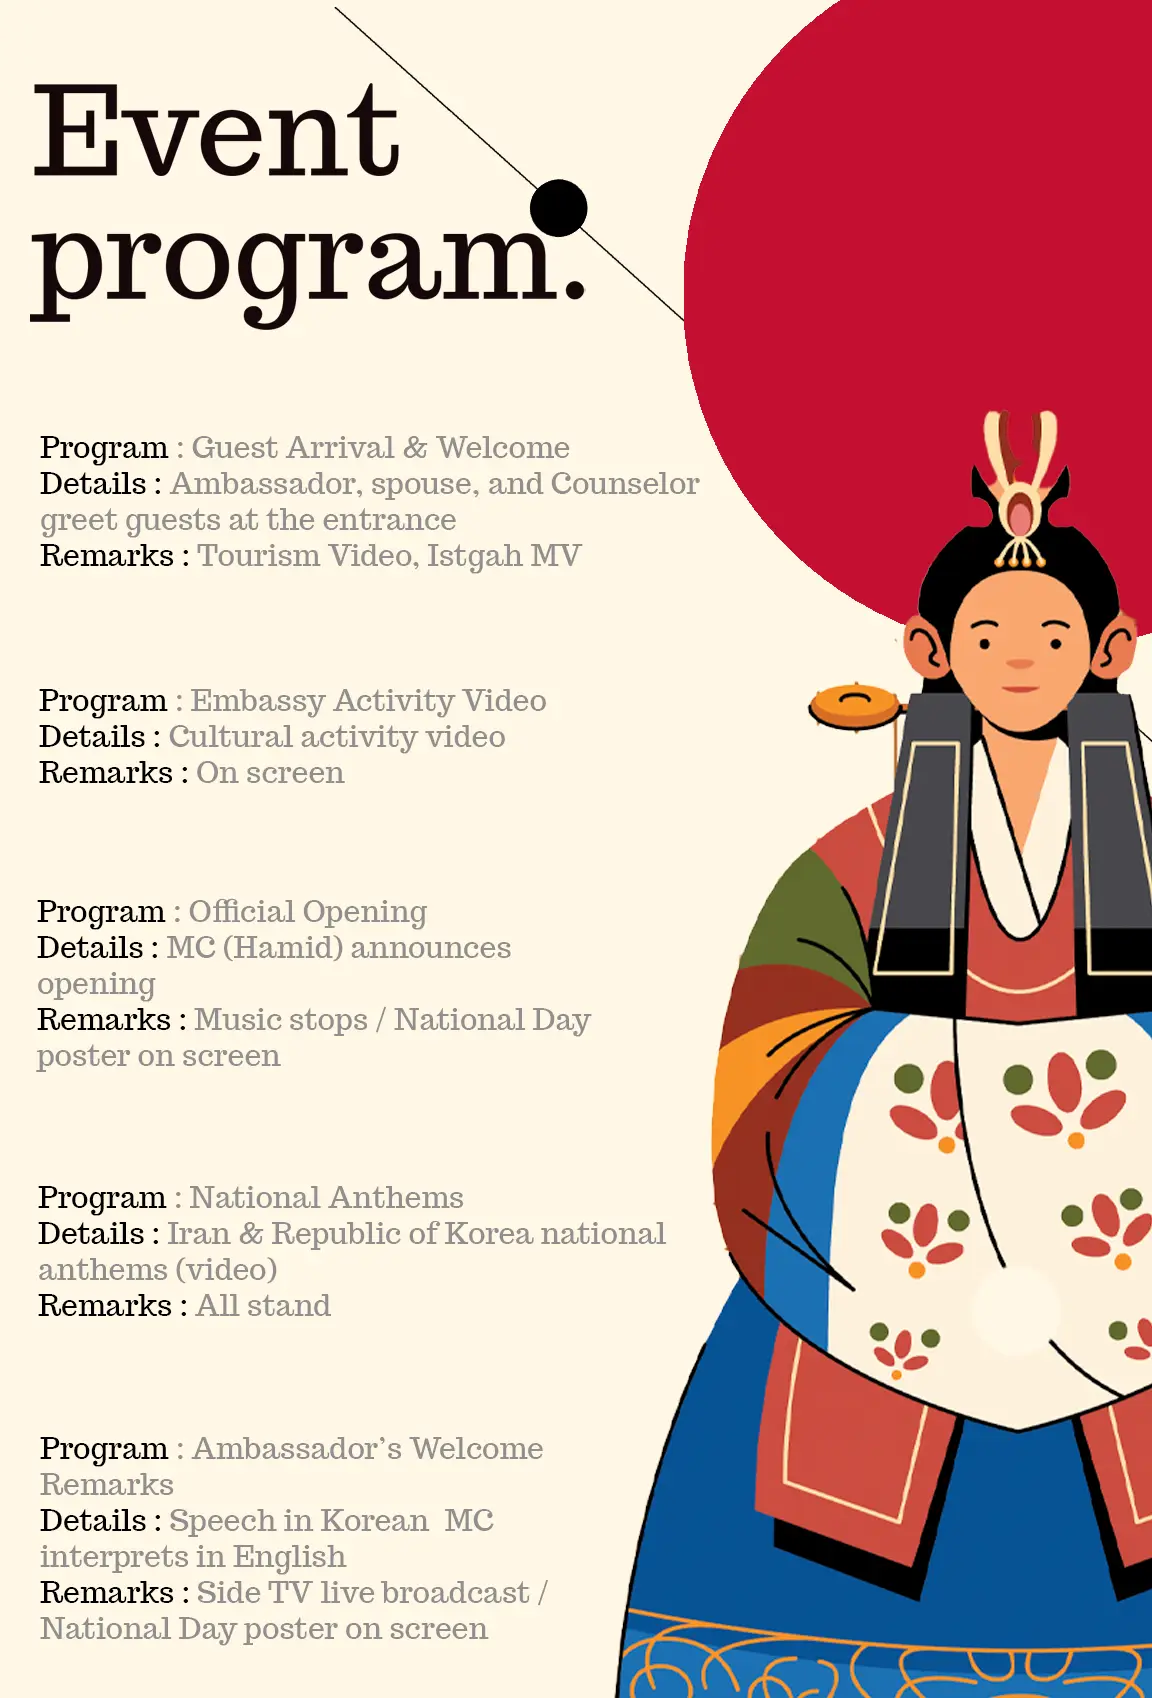 Event
program.
Program : Guest Arrival & Welcome
Details : Ambassador, spouse, and Counselor
greet guests at the entrance
Remarks : Tourism Video, Istgah MV
Program : Embassy Activity Video
Details : Cultural activity video
Remarks : On screen
Program : Official Opening
Details : MC (Hamid) announces
opening
Remarks : Music stops / National Day
poster on screen
Program : National Anthems
Details : Iran & Republic of Korea national
anthems (video)
Remarks : All stand
Program : Ambassador’s Welcome
Remarks
Details : Speech in Korean  MC
interprets in English
Remarks : Side TV live broadcast /
National Day poster on screen